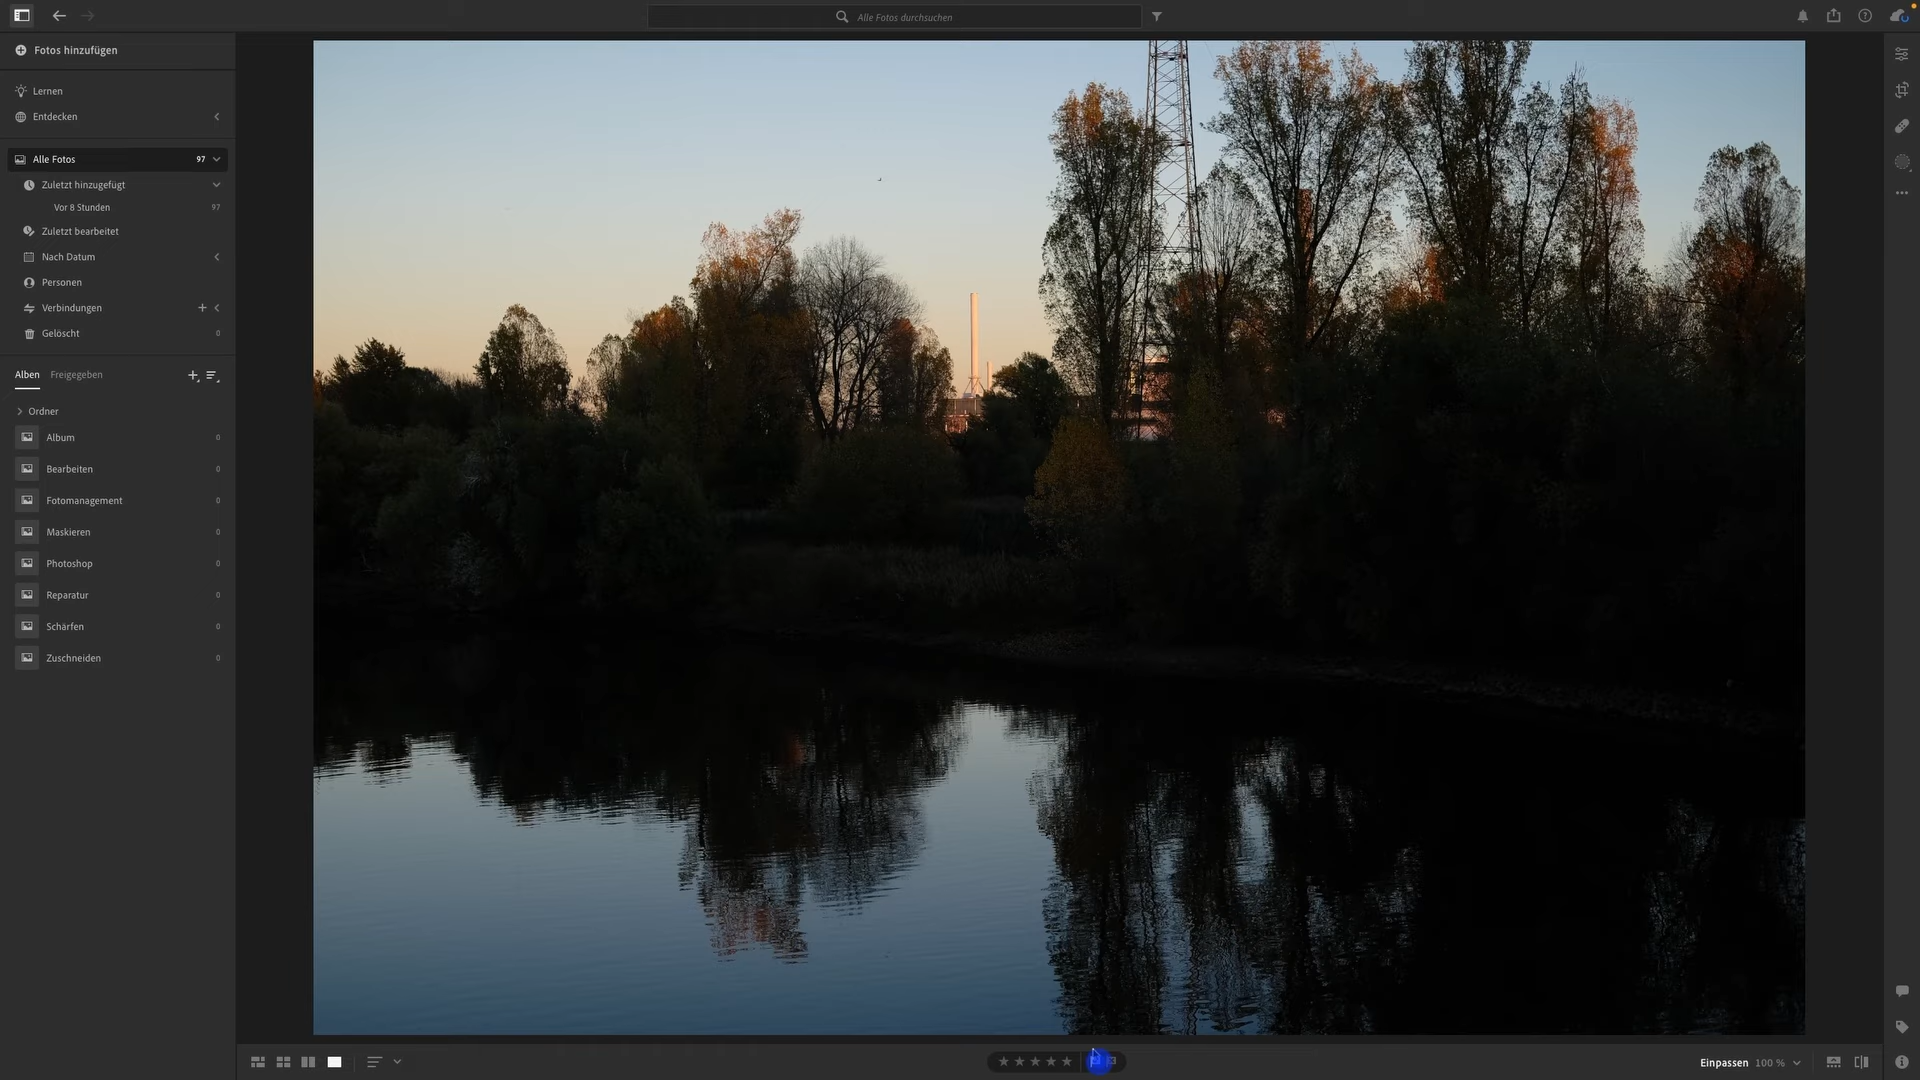 Alle Fotos durchsuchen
Fotos hinzufügen
Lernen
Entdecken
Alle Fotos 97
Zuletzt hinzugefügt
Vor 8 Stunden 97
Zuletzt bearbeitet
Nach Datum
Personen
Verbindungen
Gelöscht 0
Alben Freigegeben
Ordner
Album 0
Bearbeiten 0
Fotomanagement 0
Maskieren 0
Photoshop 0
Reparatur 0
Schärfen 0
Zuschneiden 0
Einpassen 100 %